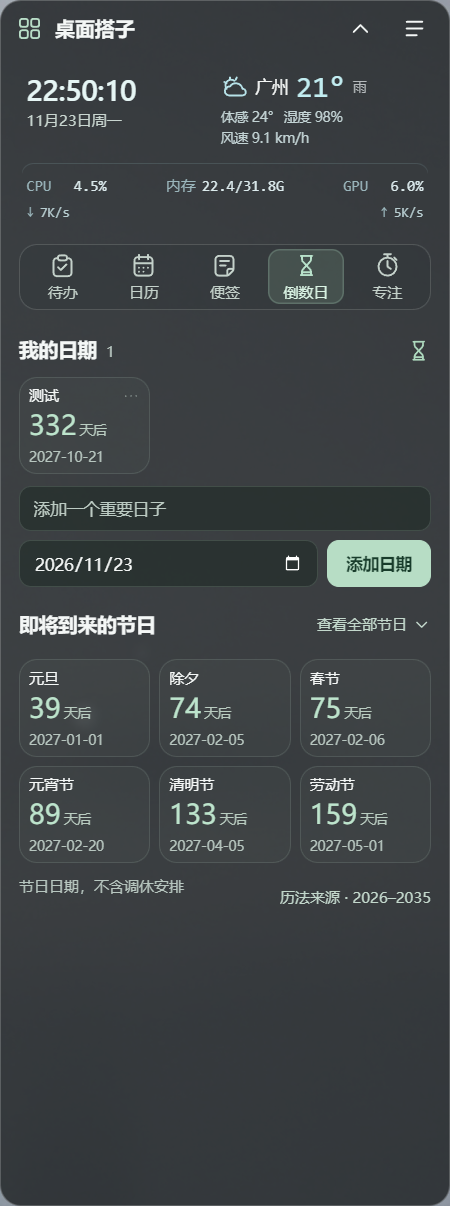 桌面搭子
22:50:10
11月23日周一
广州 21° 雨
体感 24° 湿度 98%
风速 9.1 km/h
CPU 4.5% 内存 22.4/31.8G GPU 6.0%
↓ 7K/s ↑ 5K/s
待办 日历 便签 倒数日 专注
我的日期 1
测试 ...
332 天后
2027-10-21
添加一个重要日子
2026/11/23 添加日期
即将到来的节日 查看全部节日
元旦
39 天后
2027-01-01
除夕
74 天后
2027-02-05
春节
75 天后
2027-02-06
元宵节
89 天后
2027-02-20
清明节
133 天后
2027-04-05
劳动节
159 天后
2027-05-01
节日日期，不含调休安排
历法来源 · 2026–2035